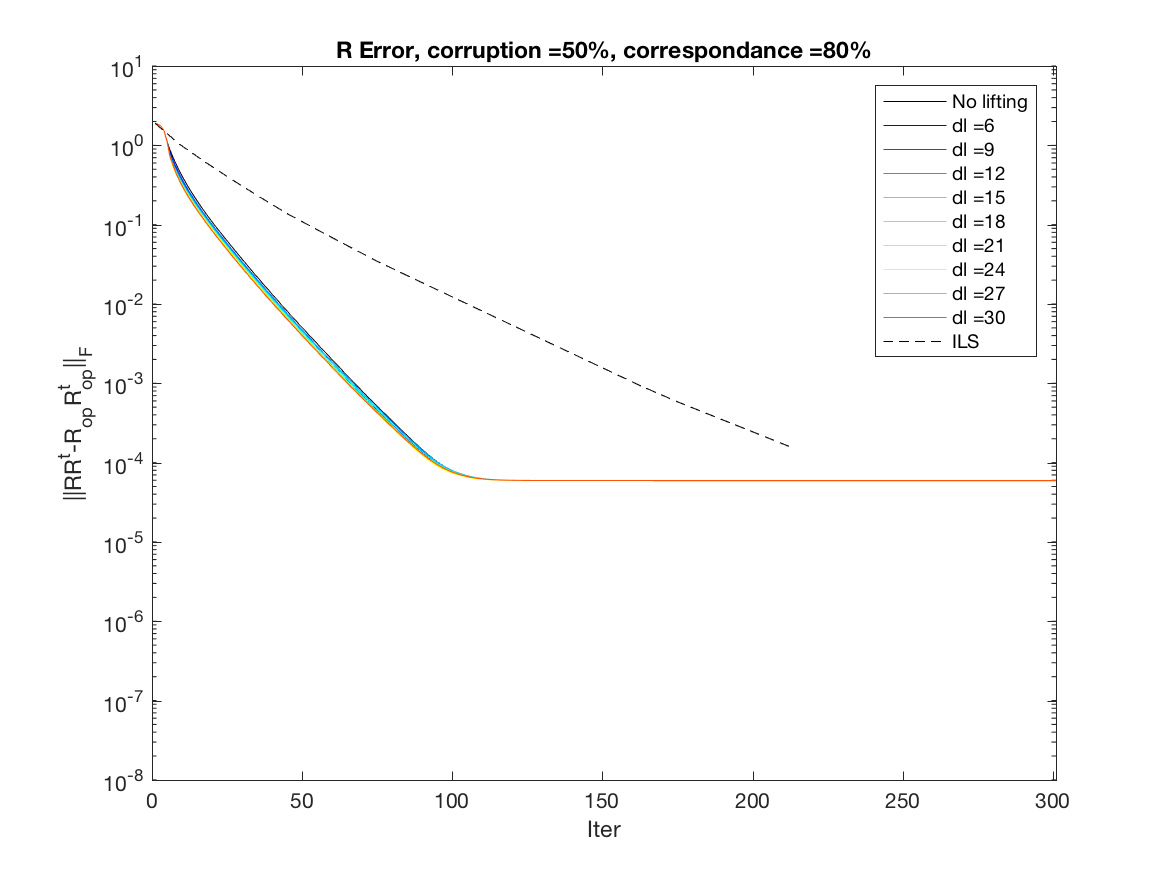 R Error, corruption =50%, correspondance =80%
10^1
10^0
10^-1
10^-2
10^-3
10^-4
10^-5
10^-6
10^-7
10^-8
||RR^t-R_op R^t_op||_F
No lifting
dl =6
dl =9
dl =12
dl =15
dl =18
dl =21
dl =24
dl =27
dl =30
ILS
0 50 100 150 200 250 300
Iter